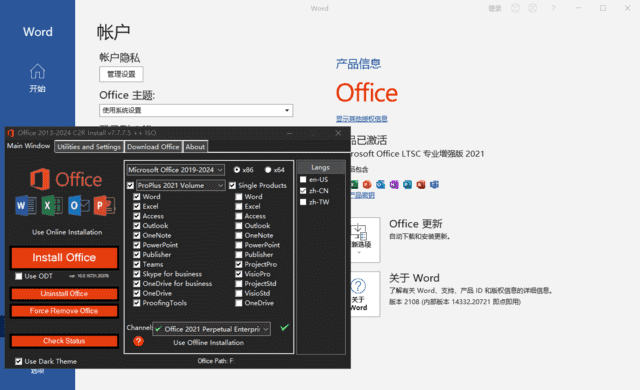 Word
登录
?
Word
帐户
开始
帐户隐私
管理设置
Office 主题:
使用系统设置
产品信息
Office
显示其他授权信息
品已激活
rosoft Office LTSC 专业增强版 2021
品包含
产品密钥
Office 更新
自动下载和安装更新。
新选项
关于 Word
了解有关 Word、支持、产品 ID 和版权信息的详细信息。
版本 2108 (内部版本 14332.20721 即点即用)
关于
Word
选项
Office 2013-2024 C2R Install v7.7.7.5 ++ ISO
Main Window
Utilities and Settings
Download Office
About
Office
Use Online Installation
Install Office
Use ODT
Uninstall Office
Force Remove Office
Check Status
Use Dark Theme
Microsoft Office 2019-2024
x86
x64
ProPlus 2021 Volume
Single Products
Word
Word
Excel
Excel
Access
Access
Outlook
Outlook
OneNote
OneNote
PowerPoint
PowerPoint
Publisher
Publisher
Teams
ProjectPro
Skype for business
VisioPro
OneDrive for business
ProjectStd
OneDrive
VisioStd
ProofingTools
OneDrive
Channel:
Office 2021 Perpetual Enterpri
?
Use Offline Installation
Langs
en-US
zh-CN
zh-TW
Office Path: F: